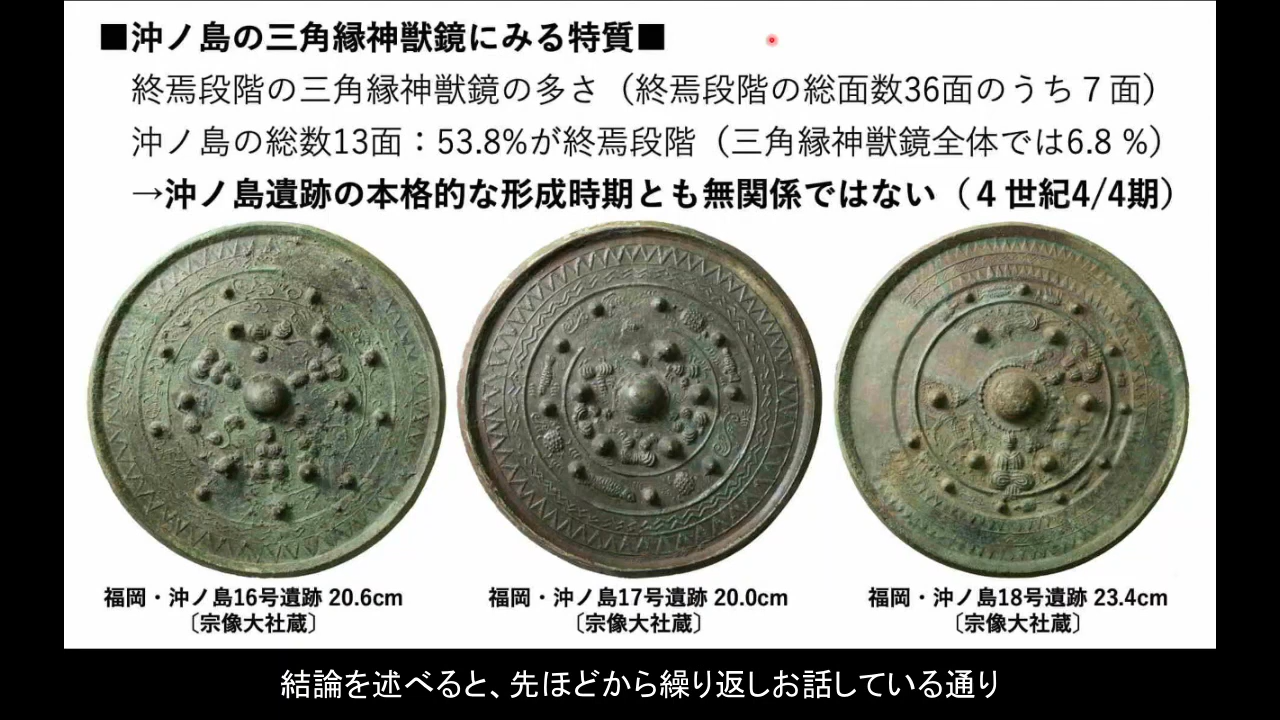 ■沖ノ島の三角縁神獣鏡にみる特質■
終焉段階の三角縁神獣鏡の多さ（終焉段階の総面数36面のうち７面）
沖ノ島の総数13面：53.8%が終焉段階（三角縁神獣鏡全体では6.8 %）
→沖ノ島遺跡の本格的な形成時期とも無関係ではない（４世紀4/4期）
福岡・沖ノ島16号遺跡 20.6cm
〔宗像大社蔵〕
福岡・沖ノ島17号遺跡 20.0cm
〔宗像大社蔵〕
福岡・沖ノ島18号遺跡 23.4cm
〔宗像大社蔵〕
結論を述べると、先ほどから繰り返しお話している通り